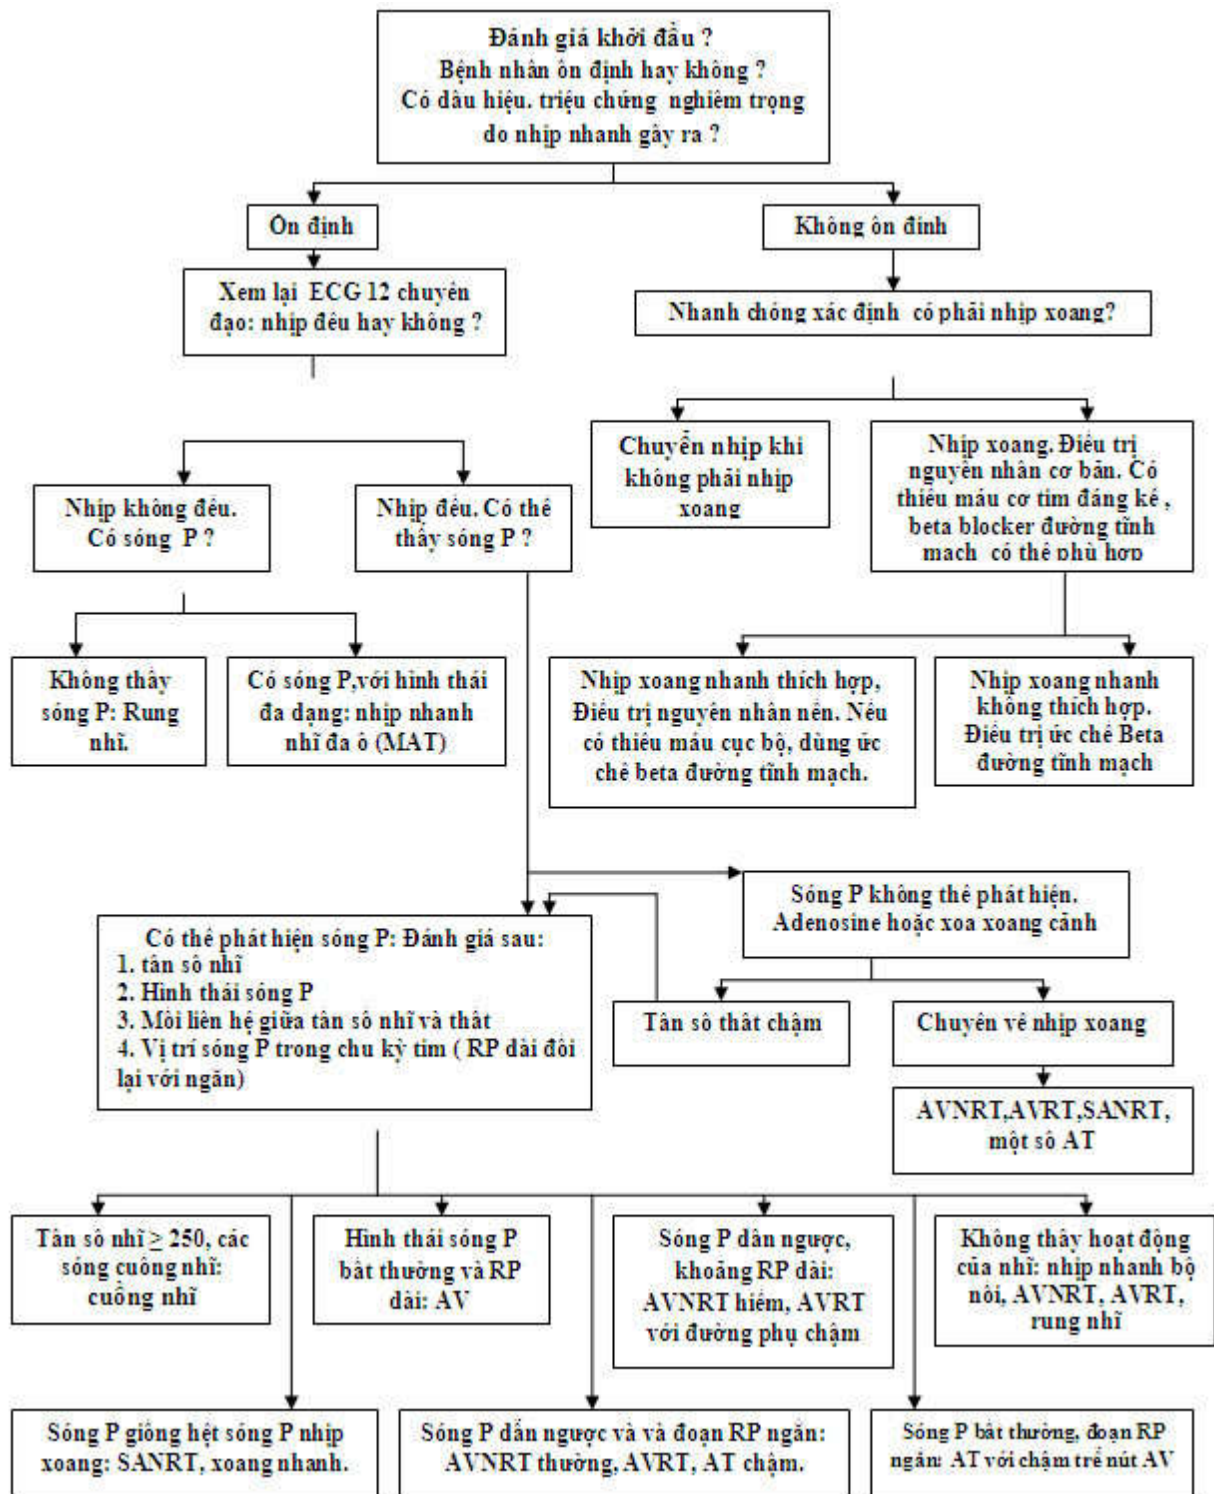 Đánh giá khởi đầu ?
Bệnh nhân ổn định hay không ?
Có dấu hiệu. triệu chứng nghiêm trọng
do nhịp nhanh gây ra ?
Ổn định
Không ổn định
Xem lại ECG 12 chuyển
đạo: nhịp đều hay không ?
Nhanh chóng xác định có phải nhịp xoang?
Chuyển nhịp khi
không phải nhịp
xoang
Nhịp xoang. Điều trị
nguyên nhân cơ bản. Có
thiếu máu cơ tim đáng kể ,
beta blocker đường tĩnh
mạch có thể phù hợp
Nhịp không đều.
Có sóng P ?
Nhịp đều. Có thể
thấy sóng P ?
Không thấy
sóng P: Rung
nhĩ.
Có sóng P,với hình thái
đa dạng: nhịp nhanh
nhĩ đa ổ (MAT)
Nhịp xoang nhanh thích hợp,
Điều trị nguyên nhân nền. Nếu
có thiếu máu cục bộ, dùng ức
chế beta đường tĩnh mạch.
Nhịp xoang nhanh
không thích hợp.
Điều trị ức chế Beta
đường tĩnh mạch
Sóng P không thể phát hiện.
Adenosine hoặc xoa xoang cảnh
Có thể phát hiện sóng P: Đánh giá sau:
1. tần số nhĩ
2. Hình thái sóng P
3. Mối liên hệ giữa tần số nhĩ và thất
4. Vị trí sóng P trong chu kỳ tim ( RP dài đối
lại với ngắn)
Tần số thất chậm
Chuyển về nhịp xoang
AVNRT,AVRT,SANRT,
một số AT
Tần số nhĩ ≥ 250, các
sóng cuồng nhĩ:
cuồng nhĩ
Hình thái sóng P
bất thường và RP
dài: AV
Sóng P dẫn ngược,
khoảng RP dài:
AVNRT hiếm, AVRT
với đường phụ chậm
Không thấy hoạt động
của nhĩ: nhịp nhanh bộ
nối, AVNRT, AVRT,
rung nhĩ
Sóng P giống hệt sóng P nhịp
xoang: SANRT, xoang nhanh.
Sóng P dẫn ngược và và đoạn RP ngắn:
AVNRT thường, AVRT, AT chậm.
Sóng P bất thường, đoạn RP
ngắn: AT với chậm trễ nút AV